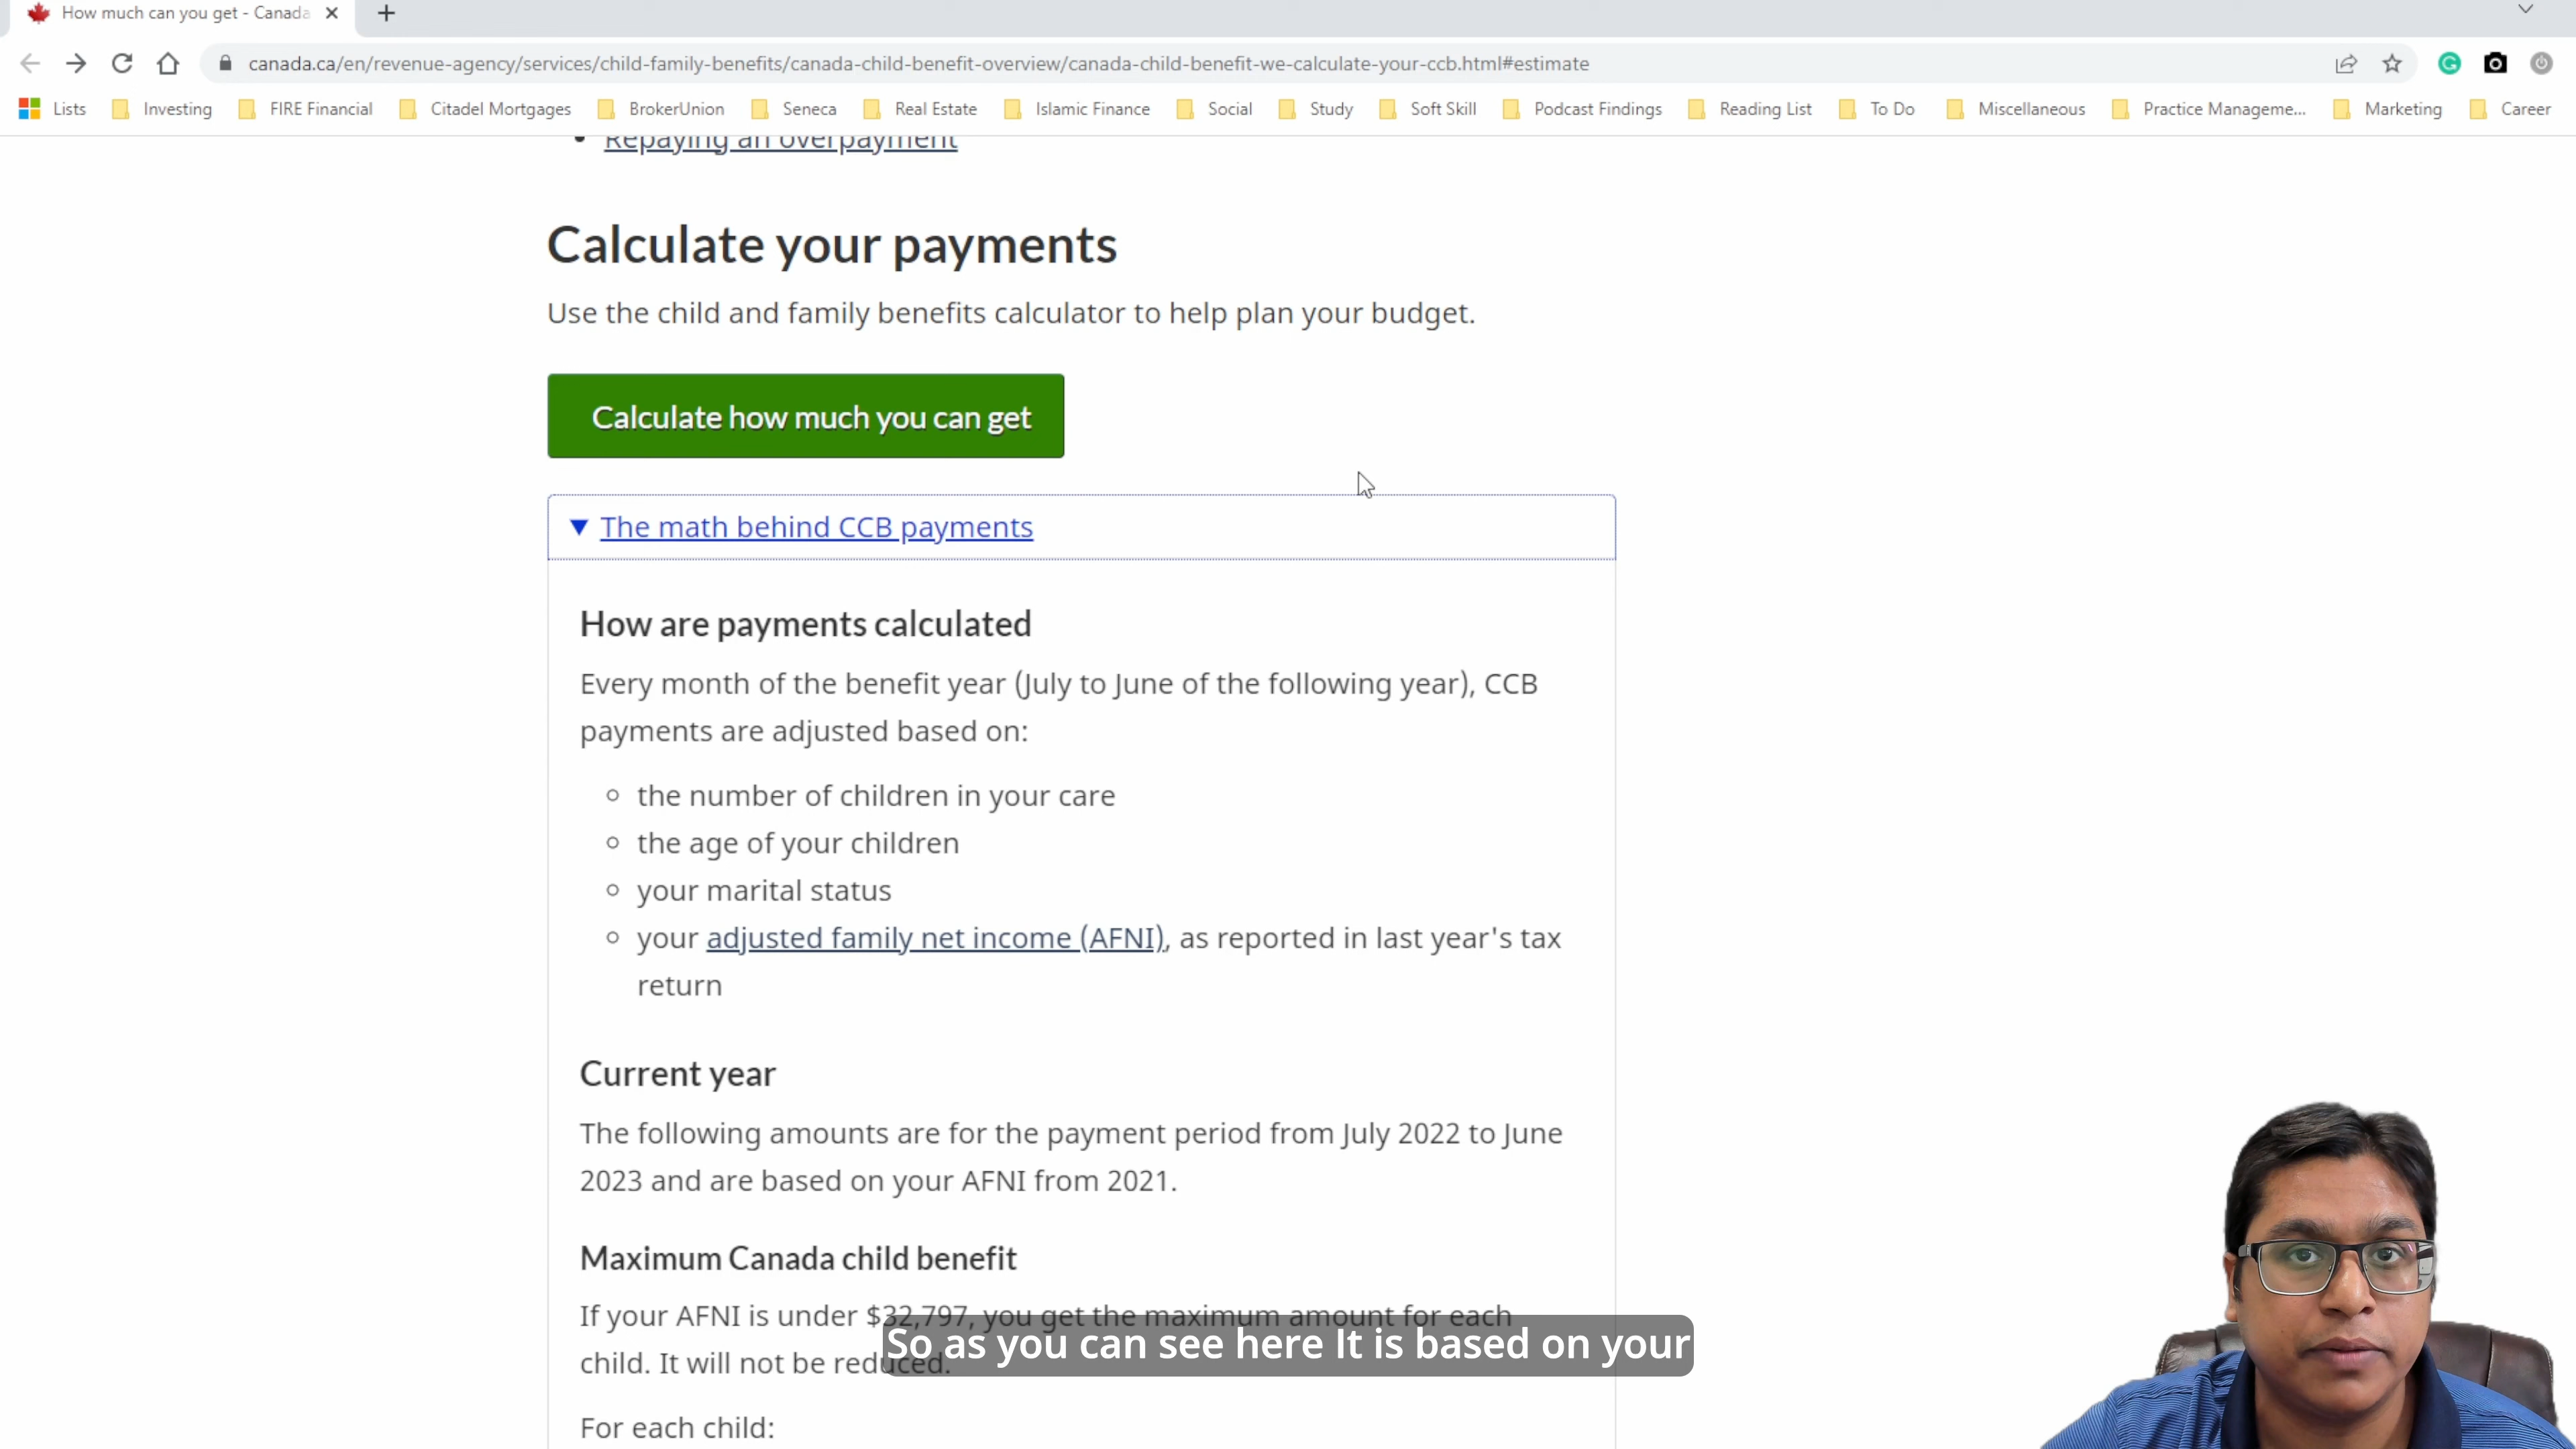 How much can you get - Canada
canada.ca/en/revenue-agency/services/child-family-benefits/canada-child-benefit-overview/canada-child-benefit-we-calculate-your-ccb.html#estimate
Lists Investing FIRE Financial Citadel Mortgages BrokerUnion Seneca Real Estate Islamic Finance Social Study Soft Skill Podcast Findings Reading List To Do Miscellaneous Practice Manageme... Marketing Career
Repaying an overpayment
Calculate your payments
Use the child and family benefits calculator to help plan your budget.
Calculate how much you can get
The math behind CCB payments
How are payments calculated
Every month of the benefit year (July to June of the following year), CCB
payments are adjusted based on:
the number of children in your care
the age of your children
your marital status
your adjusted family net income (AFNI), as reported in last year's tax
return
Current year
The following amounts are for the payment period from July 2022 to June
2023 and are based on your AFNI from 2021.
Maximum Canada child benefit
If your AFNI is under $32,797, you get the maximum amount for each
child. It will not be reduced.
So as you can see here It is based on your
For each child: